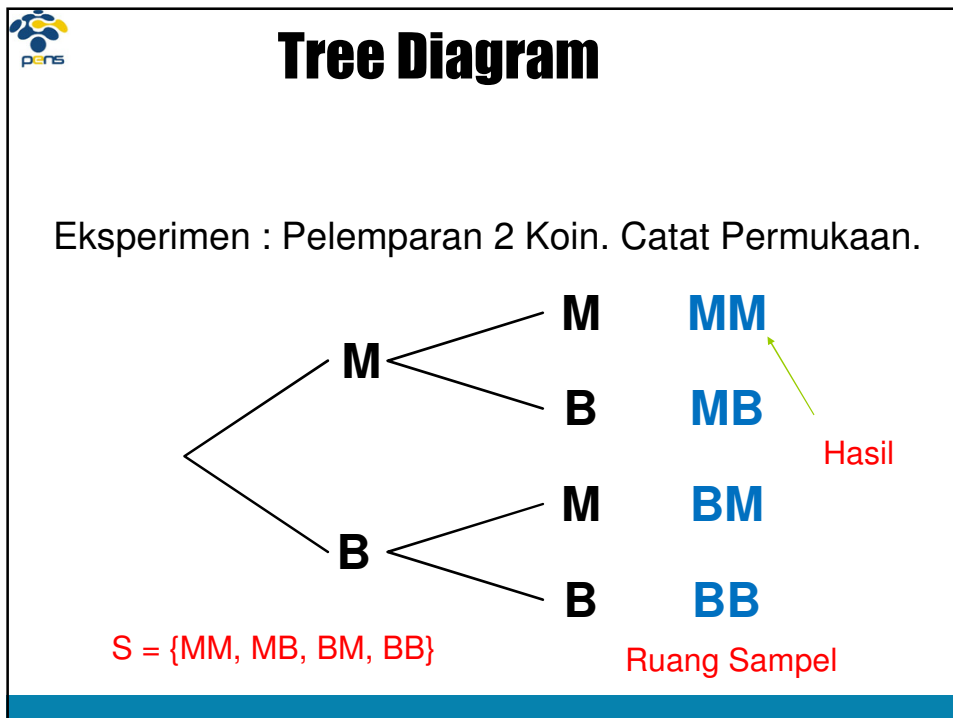 pens
Tree Diagram
Eksperimen : Pelemparan 2 Koin. Catat Permukaan.
M MM
M
B MB
Hasil
M BM
B
B BB
S = {MM, MB, BM, BB}
Ruang Sampel